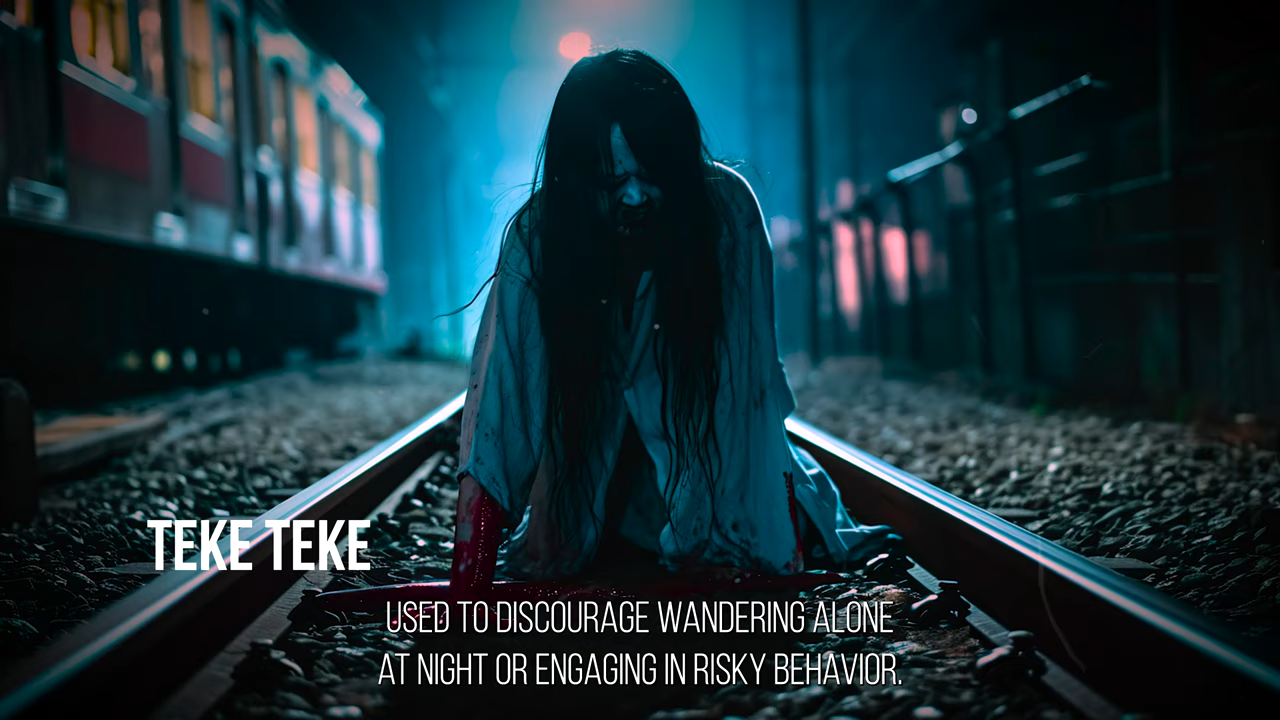 TEKE TEKE
USED TO DISCOURAGE WANDERING ALONE
AT NIGHT OR ENGAGING IN RISKY BEHAVIOR.